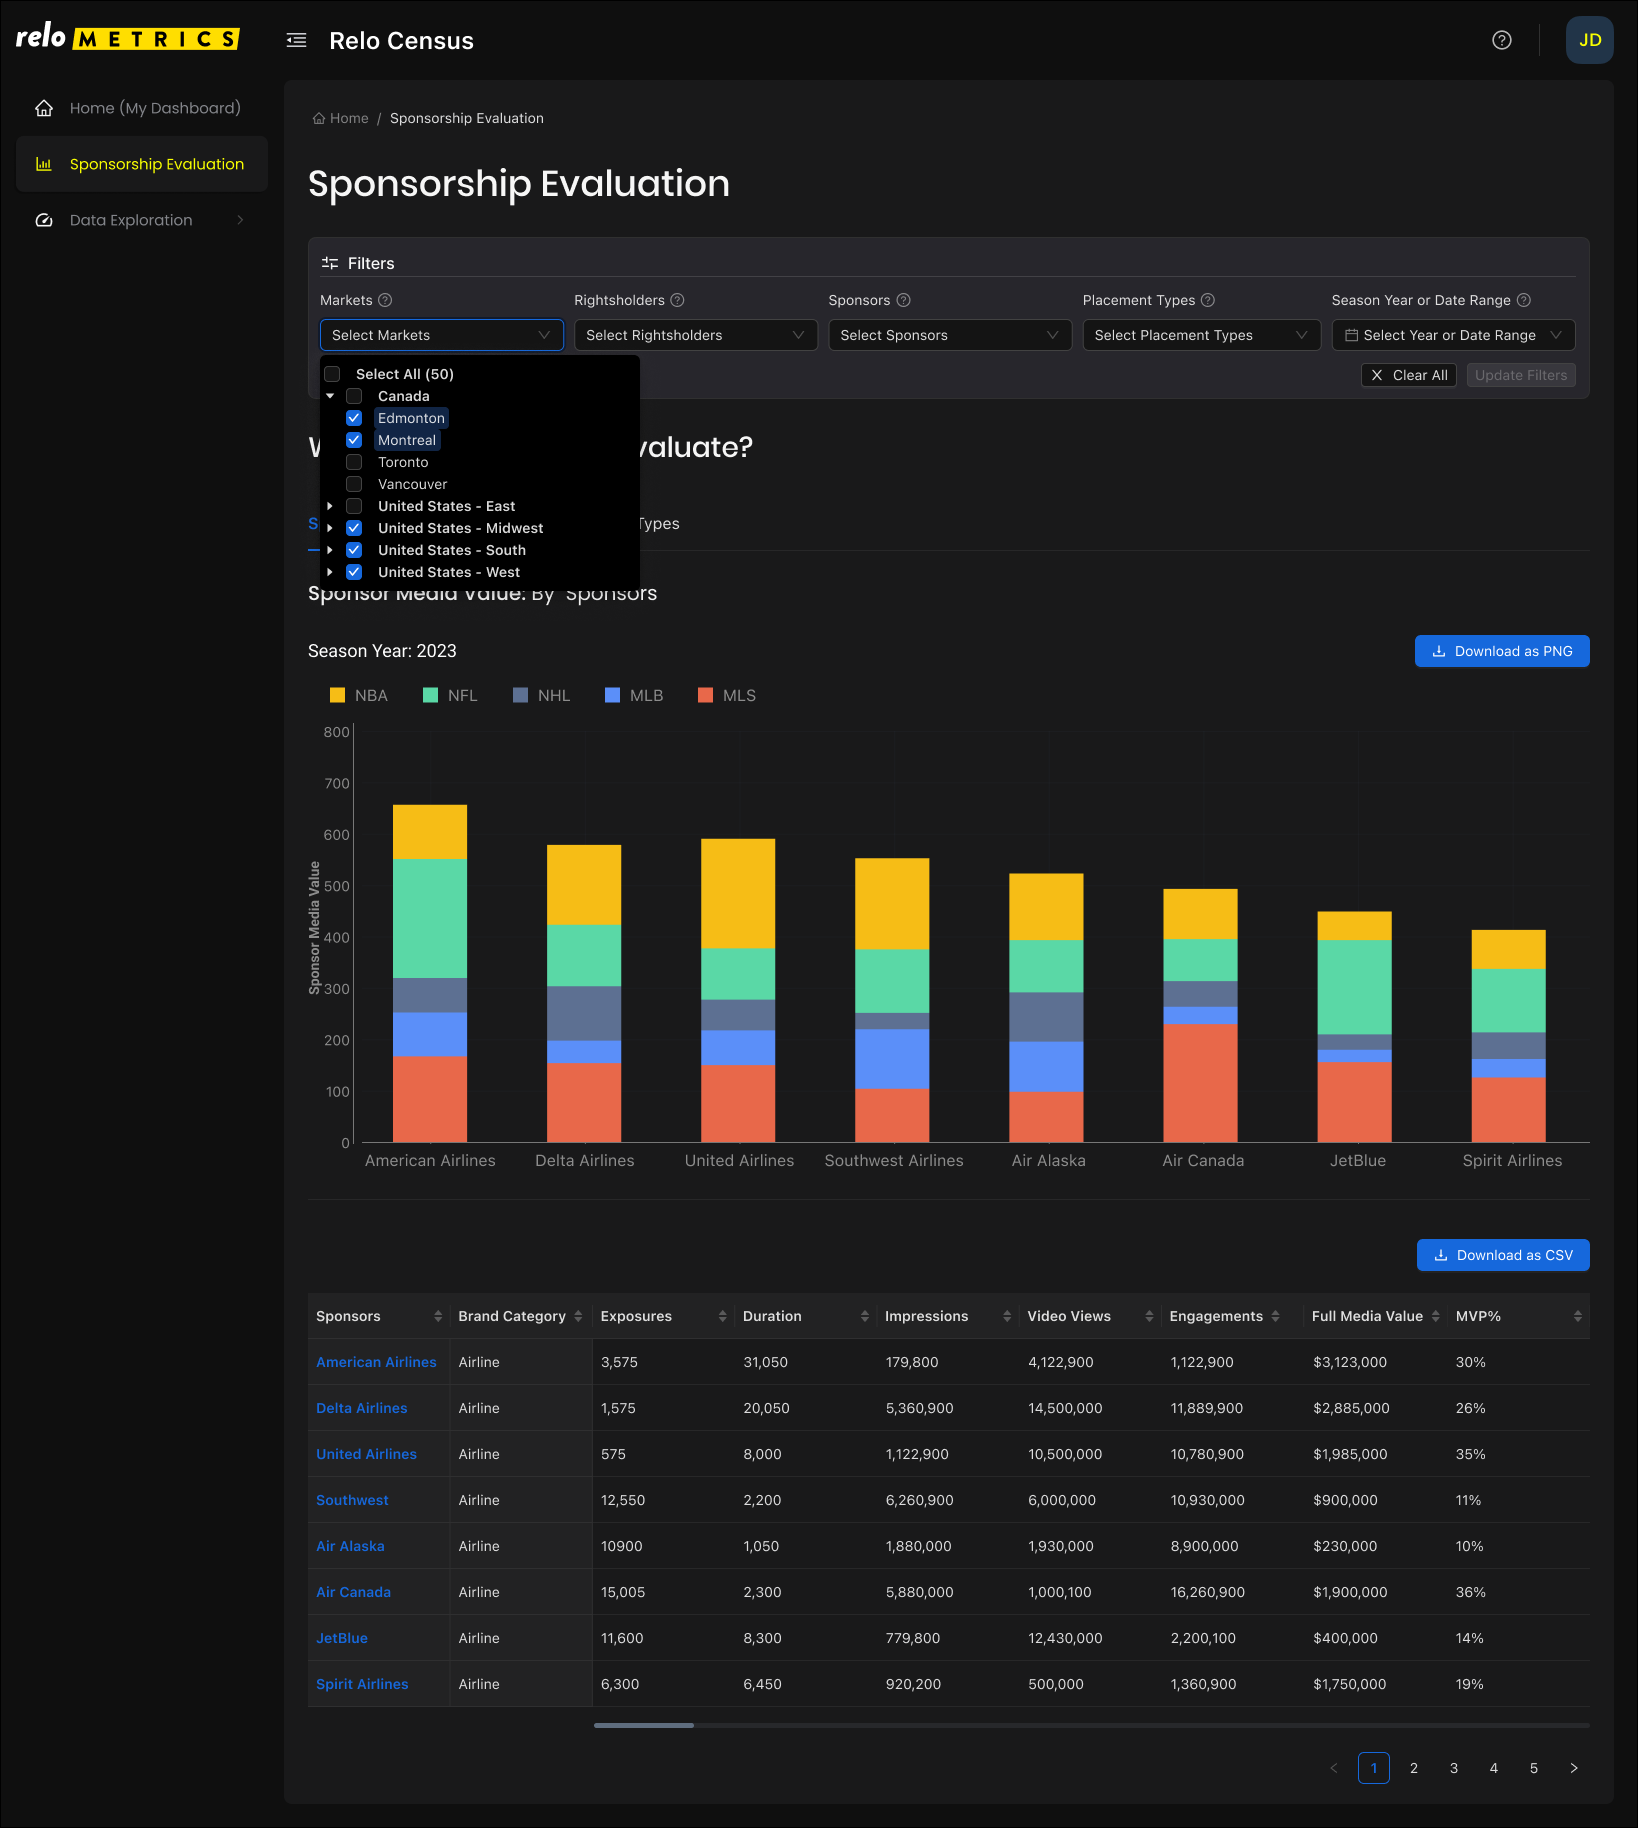 relo METRICS
Relo Census
JD
Home (My Dashboard)
Sponsorship Evaluation
Data Exploration
Home / Sponsorship Evaluation
Sponsorship Evaluation
Filters
Markets Rightsholders Sponsors Placement Types Season Year or Date Range
Select Markets Select Rightsholders Select Sponsors Select Placement Types Select Year or Date Range
Clear All Update Filters
Select All (50)
Canada
Edmonton
Montreal
Toronto
Vancouver
United States - East
United States - Midwest
United States - South
United States - West
valuate?
Types
Sponsor Media Value: By Sponsors
Season Year: 2023
Download as PNG
NBA NFL NHL MLB MLS
Sponsor Media Value
800
700
600
500
400
300
200
100
0
American Airlines Delta Airlines United Airlines Southwest Airlines Air Alaska Air Canada JetBlue Spirit Airlines
Download as CSV
Sponsors Brand Category Exposures Duration Impressions Video Views Engagements Full Media Value MVP%
American Airlines Airline 3,575 31,050 179,800 4,122,900 1,122,900 $3,123,000 30%
Delta Airlines Airline 1,575 20,050 5,360,900 14,500,000 11,889,900 $2,885,000 26%
United Airlines Airline 575 8,000 1,122,900 10,500,000 10,780,900 $1,985,000 35%
Southwest Airline 12,550 2,200 6,260,900 6,000,000 10,930,000 $900,000 11%
Air Alaska Airline 10900 1,050 1,880,000 1,930,000 8,900,000 $230,000 10%
Air Canada Airline 15,005 2,300 5,880,000 1,000,100 16,260,900 $1,900,000 36%
JetBlue Airline 11,600 8,300 779,800 12,430,000 2,200,100 $400,000 14%
Spirit Airlines Airline 6,300 6,450 920,200 500,000 1,360,900 $1,750,000 19%
1 2 3 4 5